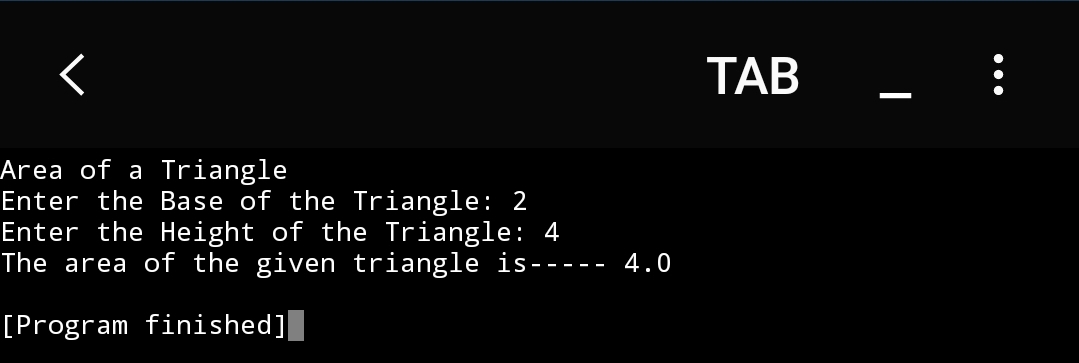 TAB
Area of a Triangle
Enter the Base of the Triangle: 2
Enter the Height of the Triangle: 4
The area of the given triangle is----- 4.0
[Program finished]